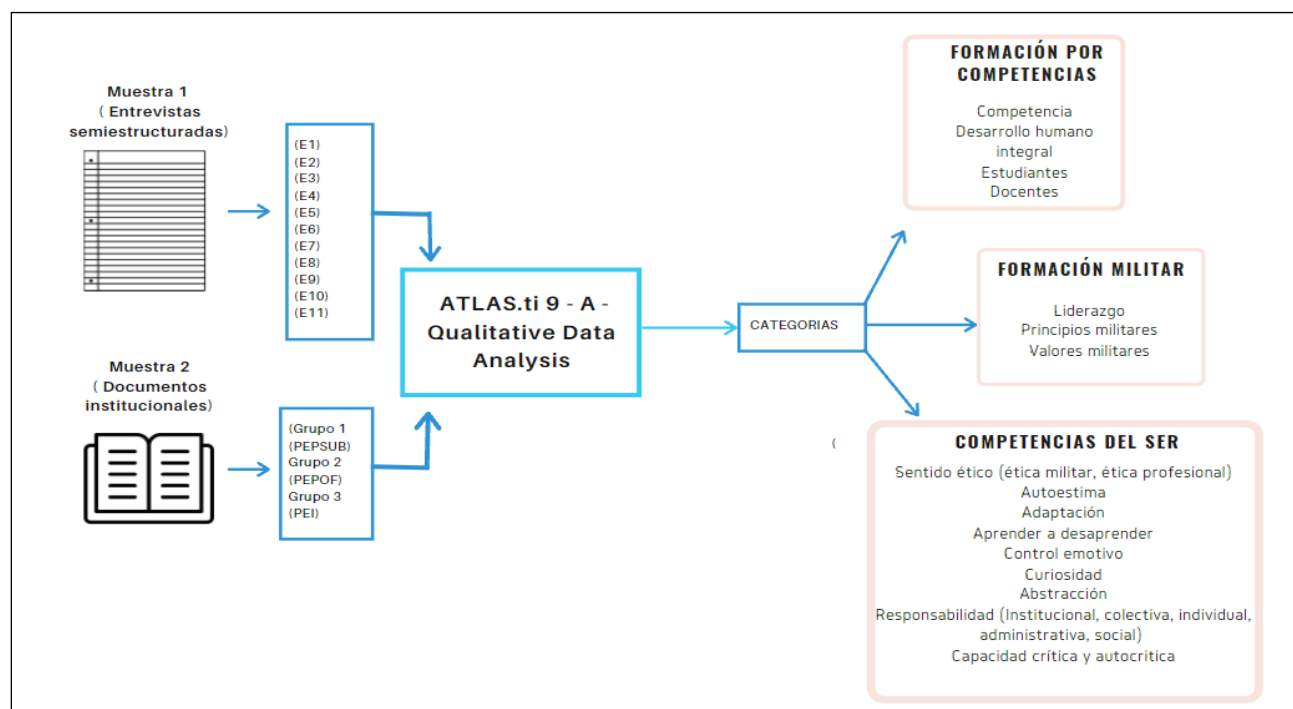 Muestra 1
( Entrevistas
semiestructuradas)
(E1)
(E2)
(E3)
(E4)
(E5)
(E6)
(E7)
(E8)
(E9)
(E10)
(E11)
Muestra 2
( Documentos
institucionales)
(Grupo 1
(PEPSUB)
Grupo 2
(PEPOF)
Grupo 3
(PEI)
ATLAS.ti 9 - A -
Qualitative Data
Analysis
CATEGORIAS
FORMACIÓN POR
COMPETENCIAS
Competencia
Desarrollo humano
integral
Estudiantes
Docentes
FORMACIÓN MILITAR
Liderazgo
Principios militares
Valores militares
(
COMPETENCIAS DEL SER
Sentido ético (ética militar, ética profesional)
Autoestima
Adaptación
Aprender a desaprender
Control emotivo
Curiosidad
Abstracción
Responsabilidad (Institucional, colectiva, individual,
administrativa, social)
Capacidad crítica y autocritica